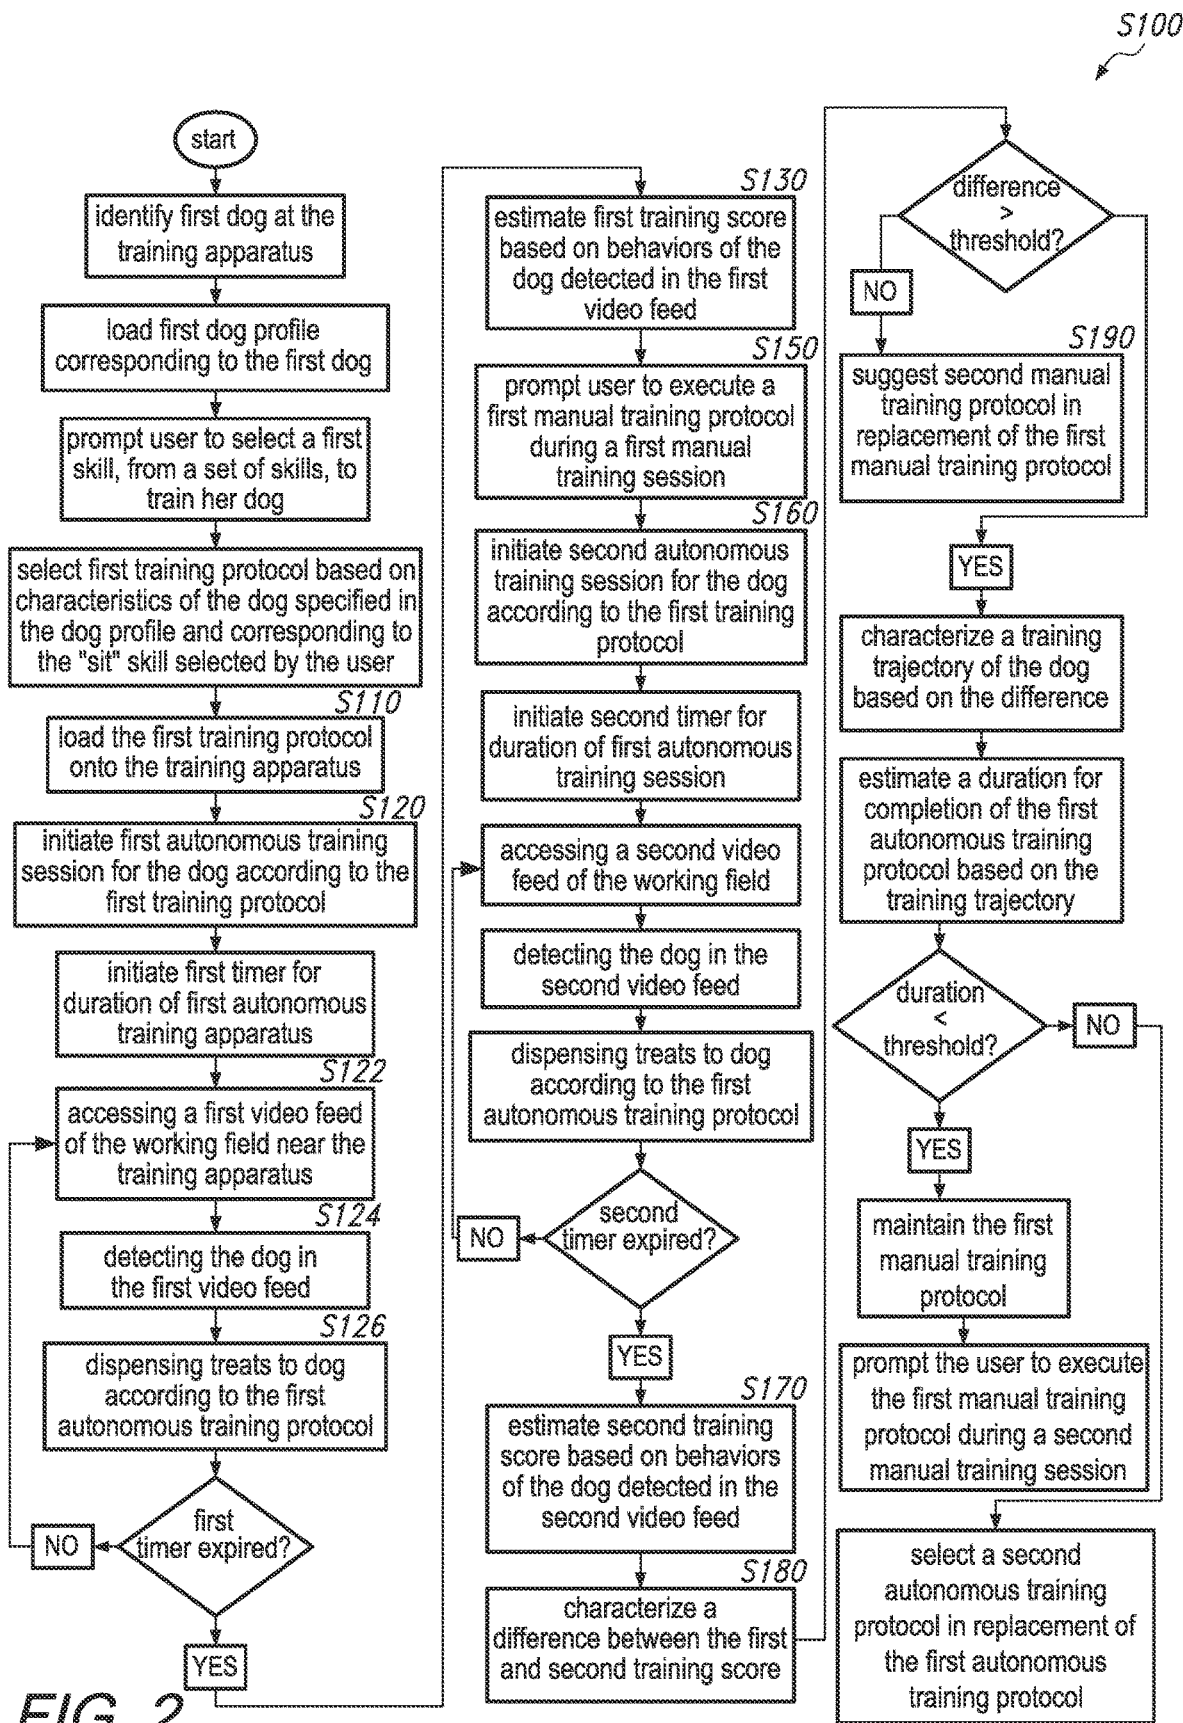 S100
start
identify first dog at the
training apparatus
load first dog profile
corresponding to the first dog
prompt user to select a first
skill, from a set of skills, to
train her dog
select first training protocol based on
characteristics of the dog specified in
the dog profile and corresponding to
the "sit" skill selected by the user
S110
load the first training protocol
onto the training apparatus
S120
initiate first autonomous training
session for the dog according to the
first training protocol
initiate first timer for
duration of first autonomous
training apparatus
S122
accessing a first video feed
of the working field near the
training apparatus
S124
detecting the dog in
the first video feed
S126
dispensing treats to dog
according to the first
autonomous training protocol
first
timer expired?
NO
YES
S130
estimate first training score
based on behaviors of the
dog detected in the first
video feed
S150
prompt user to execute a
first manual training protocol
during a first manual
training session
S160
initiate second autonomous
training session for the dog
according to the first training
protocol
initiate second timer for
duration of first autonomous
training session
accessing a second video
feed of the working field
detecting the dog in the
second video feed
dispensing treats to dog
according to the first
autonomous training protocol
second
timer expired?
NO
YES
S170
estimate second training
score based on behaviors
of the dog detected in the
second video feed
S180
characterize a
difference between the first
and second training score
difference
>
threshold?
NO
S190
suggest second manual
training protocol in
replacement of the first
manual training protocol
YES
characterize a training
trajectory of the dog
based on the difference
estimate a duration for
completion of the first
autonomous training
protocol based on the
training trajectory
duration
<
threshold?
NO
YES
maintain the first
manual training
protocol
prompt the user to execute
the first manual training
protocol during a second
manual training session
select a second
autonomous training
protocol in replacement of
the first autonomous
training protocol
FIG. 2